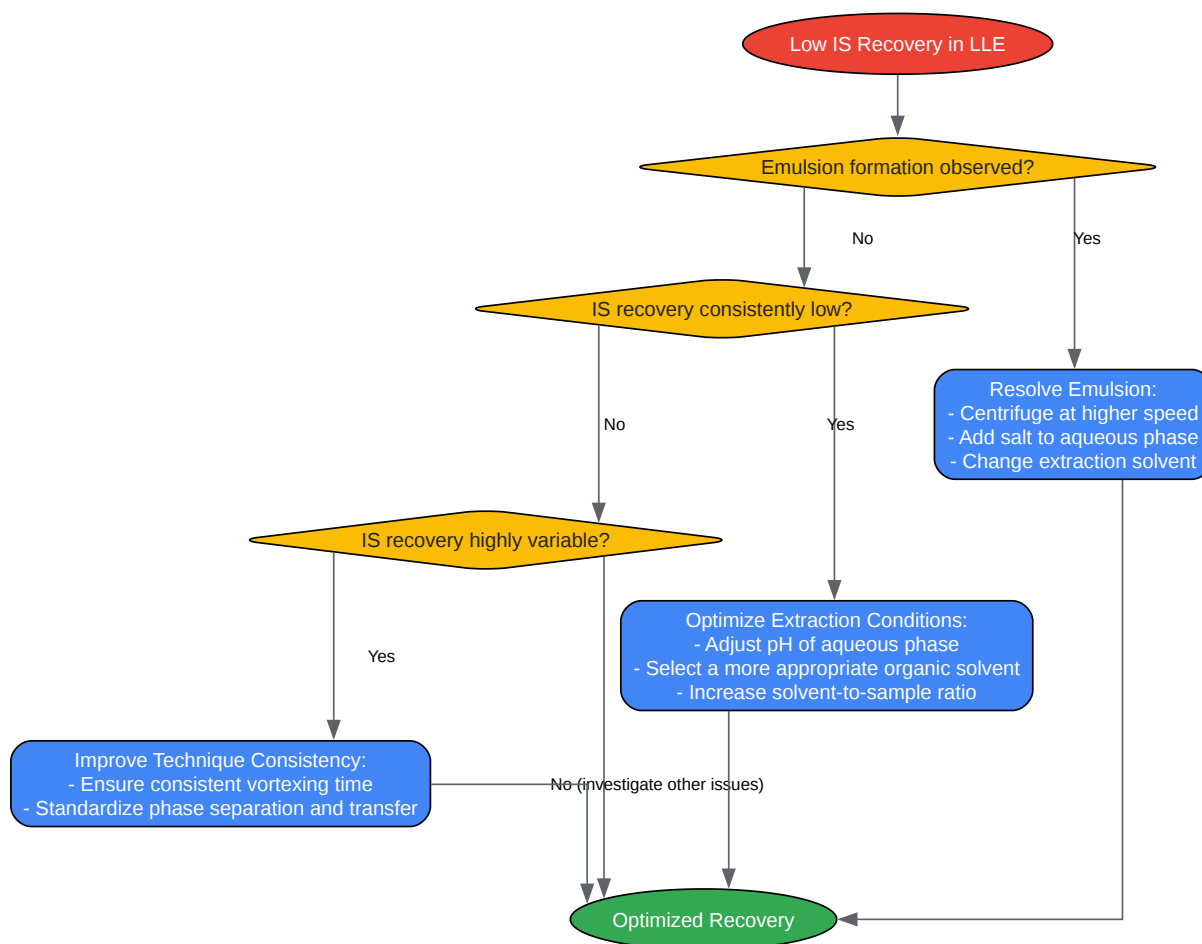 Low IS Recovery in LLE
Emulsion formation observed?
No
Yes
IS recovery consistently low?
Resolve Emulsion:
- Centrifuge at higher speed
- Add salt to aqueous phase
- Change extraction solvent
No
Yes
IS recovery highly variable?
Optimize Extraction Conditions:
- Adjust pH of aqueous phase
- Select a more appropriate organic solvent
- Increase solvent-to-sample ratio
Yes
Improve Technique Consistency:
- Ensure consistent vortexing time
- Standardize phase separation and transfer
No (investigate other issues)
Optimized Recovery